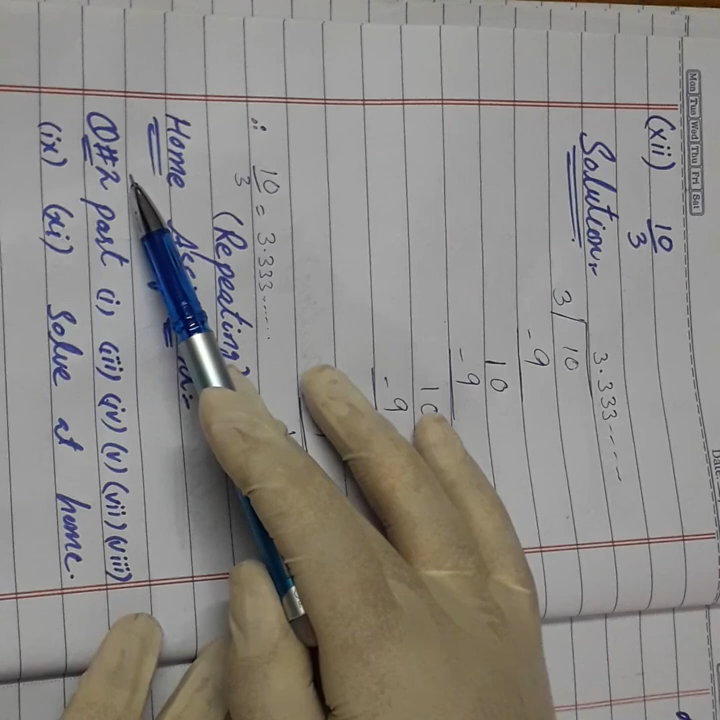 Mon Tue Wed Thu Fri Sat
(xii) 10/3
Solution:-
3.333-----
3 10
-9
10
-9
10
-9
∴ 10/3 = 3.333......
(Repeating
Home
Q#2 part (i) (iii) (iv) (v) (vii) (viii)
(ix) (xi) Solve at home.